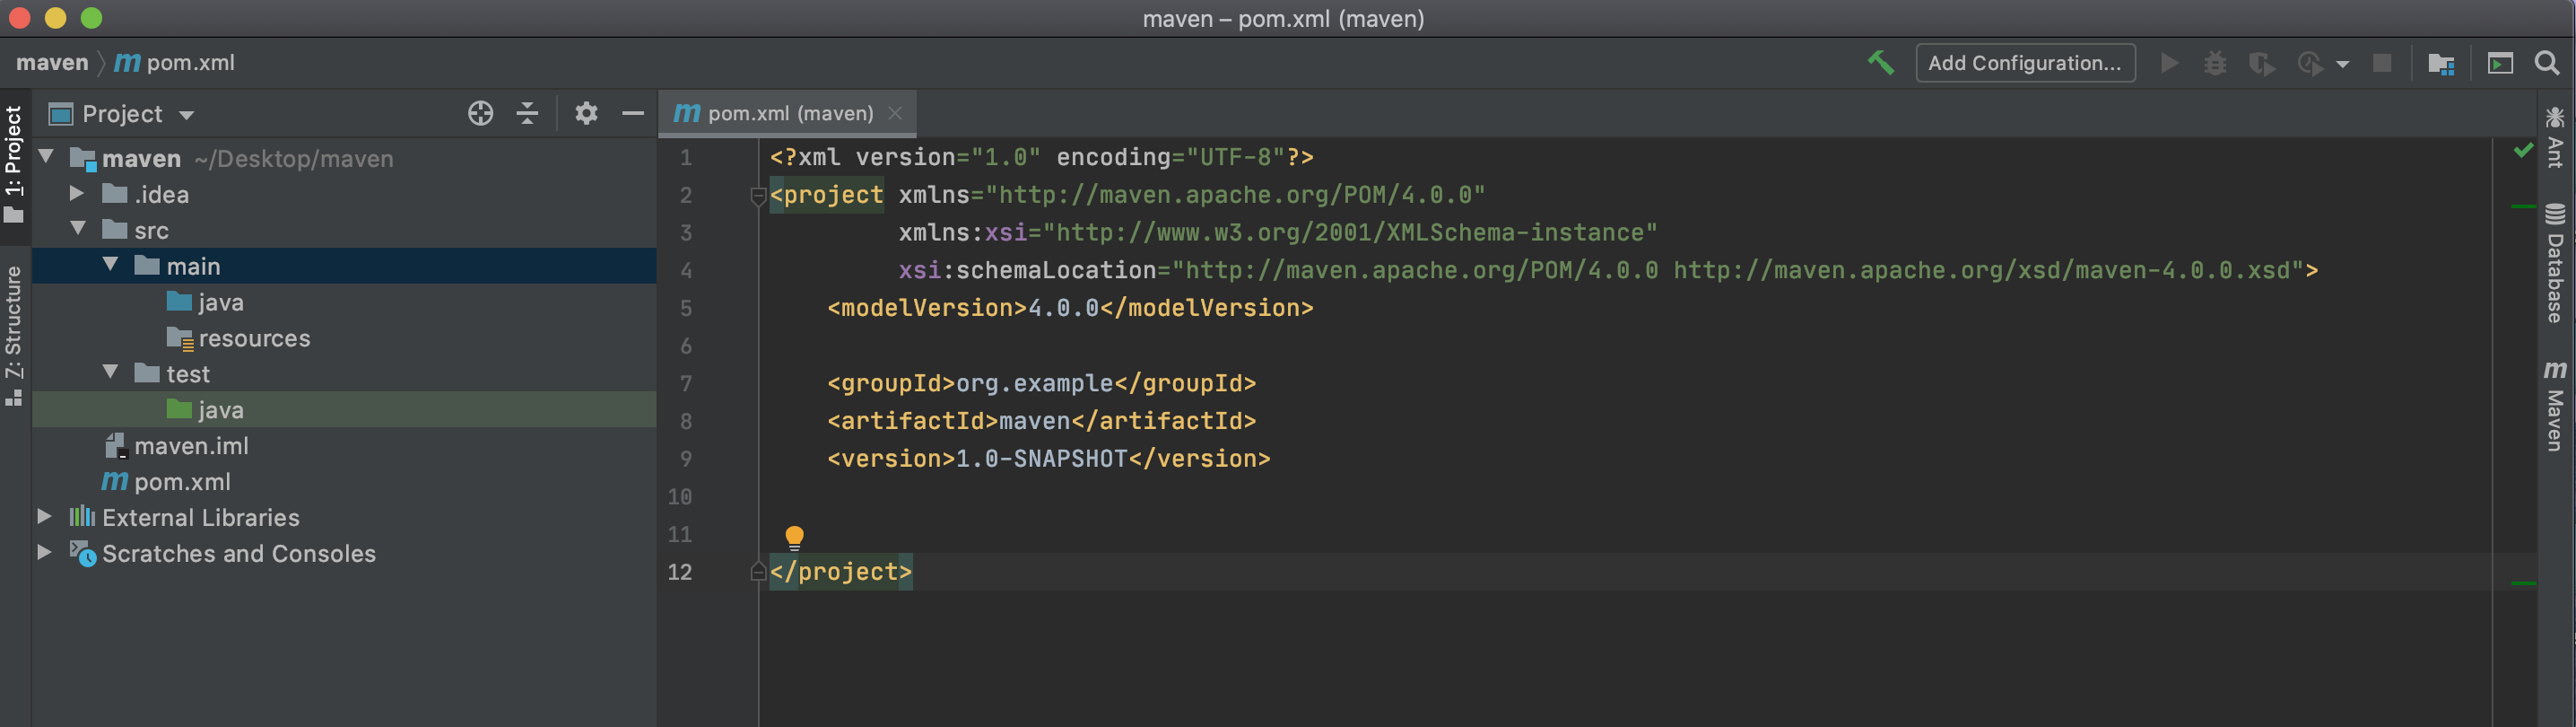 maven – pom.xml (maven)
maven m pom.xml
Add Configuration...
1: Project
Z: Structure
Project
maven ~/Desktop/maven
.idea
src
main
java
resources
test
java
maven.iml
m pom.xml
External Libraries
Scratches and Consoles
m pom.xml (maven)
1 <?xml version="1.0" encoding="UTF-8"?>
2 <project xmlns="http://maven.apache.org/POM/4.0.0"
3 xmlns:xsi="http://www.w3.org/2001/XMLSchema-instance"
4 xsi:schemaLocation="http://maven.apache.org/POM/4.0.0 http://maven.apache.org/xsd/maven-4.0.0.xsd">
5 <modelVersion>4.0.0</modelVersion>
6
7 <groupId>org.example</groupId>
8 <artifactId>maven</artifactId>
9 <version>1.0-SNAPSHOT</version>
10
11
12 </project>
Ant
Database
m Maven